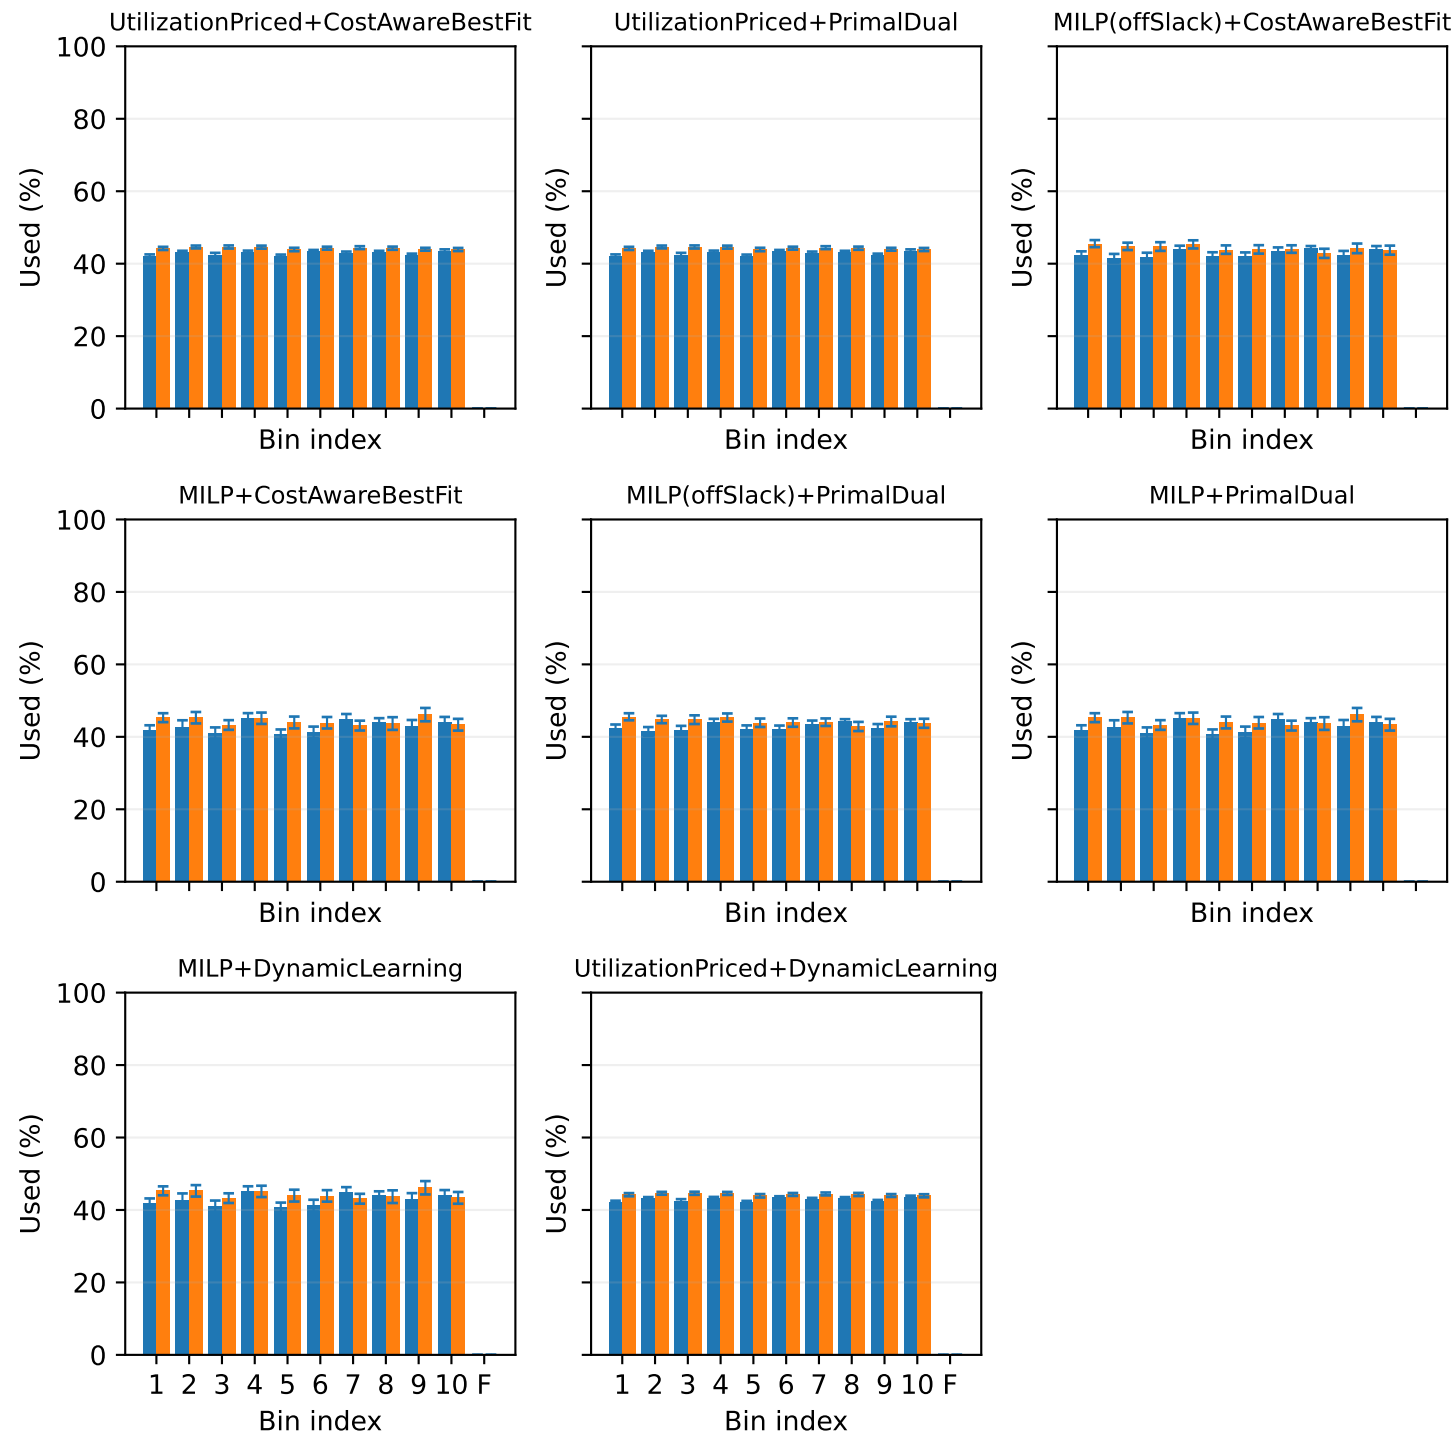 UtilizationPriced+CostAwareBestFit
UtilizationPriced+PrimalDual
MILP(offSlack)+CostAwareBestFit
100
80
60
40
20
0
Used (%)
Used (%)
Used (%)
Bin index
Bin index
Bin index
MILP+CostAwareBestFit
MILP(offSlack)+PrimalDual
MILP+PrimalDual
100
80
60
40
20
0
Used (%)
Used (%)
Used (%)
Bin index
Bin index
Bin index
MILP+DynamicLearning
UtilizationPriced+DynamicLearning
100
80
60
40
20
0
Used (%)
Used (%)
1 2 3 4 5 6 7 8 9 10 F
1 2 3 4 5 6 7 8 9 10 F
Bin index
Bin index